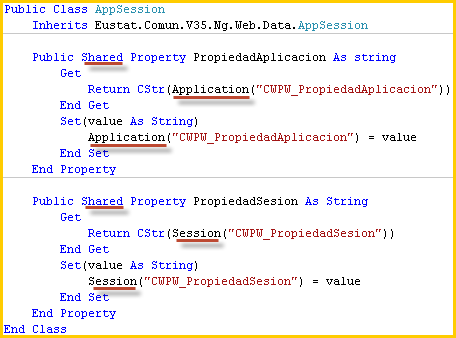 Public Class AppSession
    Inherits Eustat.Comun.V35.Ng.Web.Data.AppSession
    Public Shared Property PropiedadAplicacion As string
        Get
            Return CStr(Application("CWPW_PropiedadAplicacion"))
        End Get
        Set(value As String)
            Application("CWPW_PropiedadAplicacion") = value
        End Set
    End Property
    Public Shared Property PropiedadSesion As String
        Get
            Return CStr(Session("CWPW_PropiedadSesion"))
        End Get
        Set(value As String)
            Session("CWPW_PropiedadSesion") = value
        End Set
    End Property
End Class